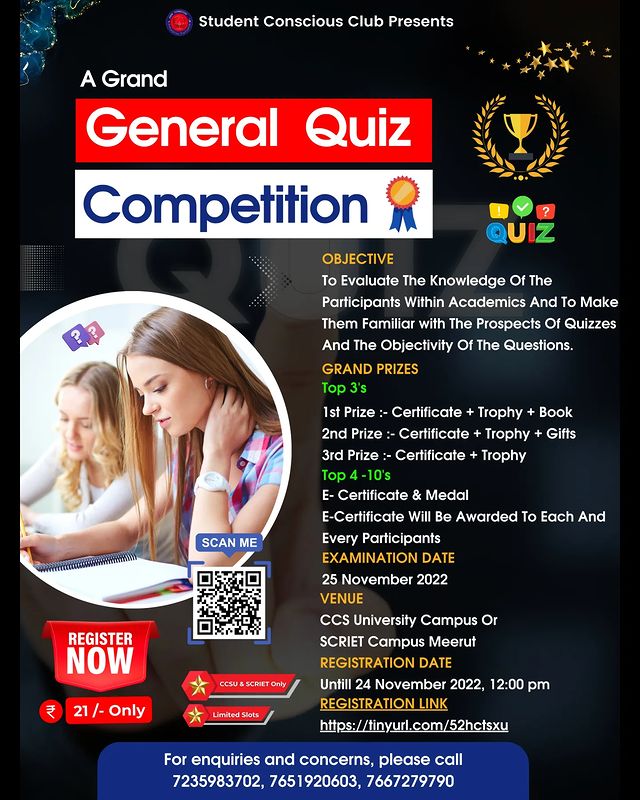 Student Conscious Club Presents
A Grand
General Quiz
Competition
QUIZ
OBJECTIVE
To Evaluate The Knowledge Of The
Participants Within Academics And To Make
Them Familiar with The Prospects Of Quizzes
And The Objectivity Of The Questions.
GRAND PRIZES
Top 3's
1st Prize :- Certificate + Trophy + Book
2nd Prize :- Certificate + Trophy + Gifts
3rd Prize :- Certificate + Trophy
Top 4 -10's
E- Certificate & Medal
E-Certificate Will Be Awarded To Each And
Every Participants
EXAMINATION DATE
25 November 2022
VENUE
CCS University Campus Or
SCRIET Campus Meerut
REGISTRATION DATE
Untill 24 November 2022, 12:00 pm
REGISTRATION LINK
https://tinyurl.com/52hctsxu
SCAN ME
REGISTER
NOW
₹ 21 /- Only
CCSU & SCRIET Only
Limited Slots
For enquiries and concerns, please call
7235983702, 7651920603, 7667279790